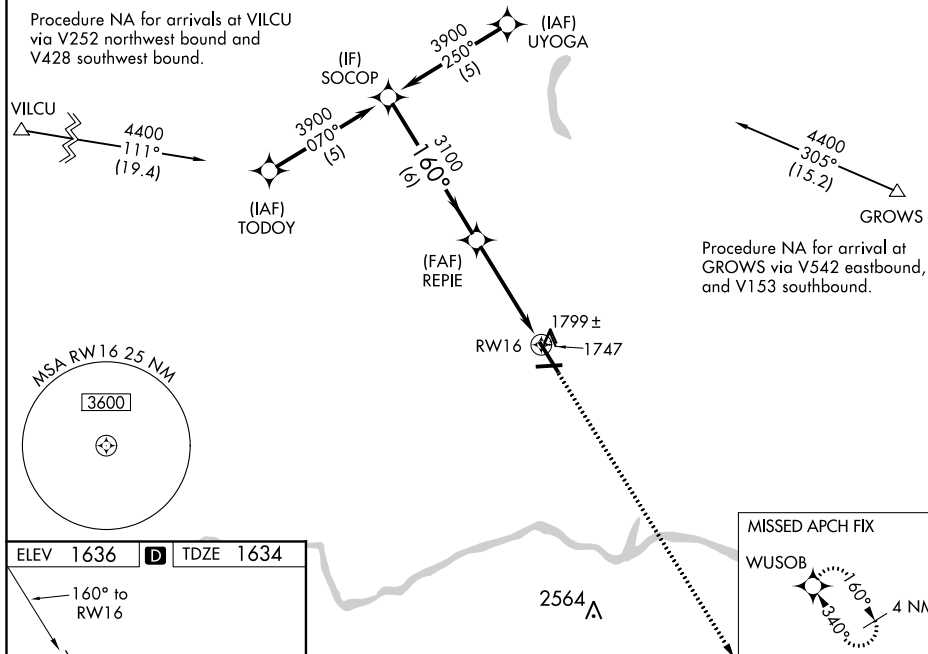 Procedure NA for arrivals at VILCU
via V252 northwest bound and
V428 southwest bound.
(IAF)
UYOGA
3900
250°
(5)
(IF)
SOCOP
VILCU
4400
111°
(19.4)
3900
070°
(5)
(IAF)
TODOY
3100
160°
(6)
4400
305°
(15.2)
GROWS
Procedure NA for arrival at
GROWS via V542 eastbound,
and V153 southbound.
(FAF)
REPIE
RW16
1799 ±
1747
MSA RW16 25 NM
3600
ELEV 1636 D TDZE 1634
160° to
RW16
2564
MISSED APCH FIX
WUSOB
160°
340°
4 NM